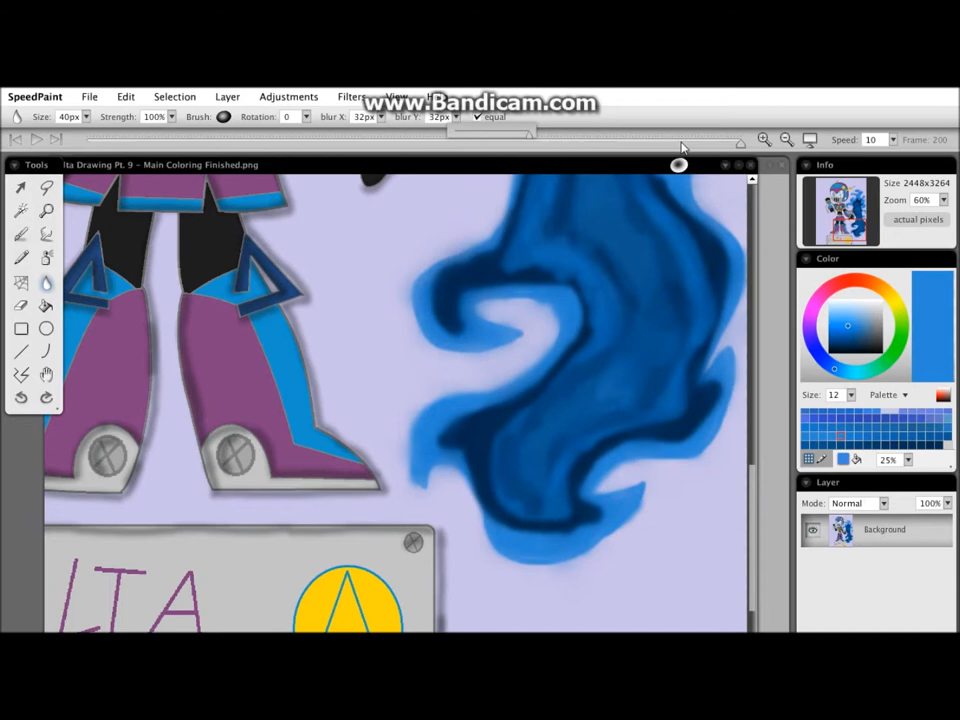 SpeedPaint File Edit Selection Layer Adjustments Filters View
www.Bandicam.com
Size: 40px Strength: 100% Brush: Rotation: 0 blur X: 32px blur Y: 32px equal
Speed: 10 Frame: 200
Tools lta Drawing Pt. 9 - Main Coloring Finished.png
Info
Size 2448x3264
Zoom 60%
actual pixels
Color
Size: 12 Palette
25%
Layer
Mode: Normal 100%
Background
LTA